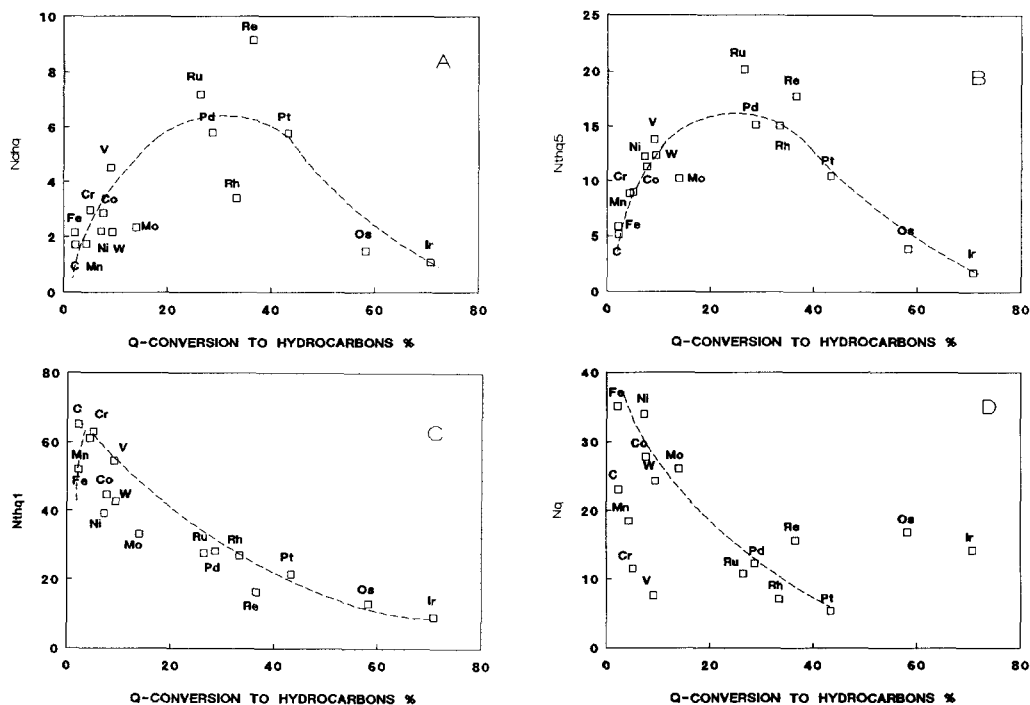 A
Ndhq
10
8
6
4
2
0
Re
Ru
Pd
Pt
V
Rh
Cr
Co
Fe
Mo
Ni W
C Mn
Os
Ir
0 20 40 60 80
Q-CONVERSION TO HYDROCARBONS %
B
Nthq5
25
20
15
10
5
0
Ru
Re
Pd
V
Ni
W
Rh
Pt
Cr
Co
Mo
Mn
Fe
C
Os
Ir
0 20 40 60 80
Q-CONVERSION TO HYDROCARBONS %
C
Nthq1
80
60
40
20
0
C
Cr
V
Mn
Fe
Co
W
Ni
Mo
Ru
Rh
Pd
Pt
Re
Os
Ir
0 20 40 60 80
Q-CONVERSION TO HYDROCARBONS %
D
Nq
40
30
20
10
0
Fe
Ni
Co
Mo
W
C
Mn
Cr
V
Re
Os
Pd
Ru
Ir
Rh
Pt
0 20 40 60 80
Q-CONVERSION TO HYDROCARBONS %